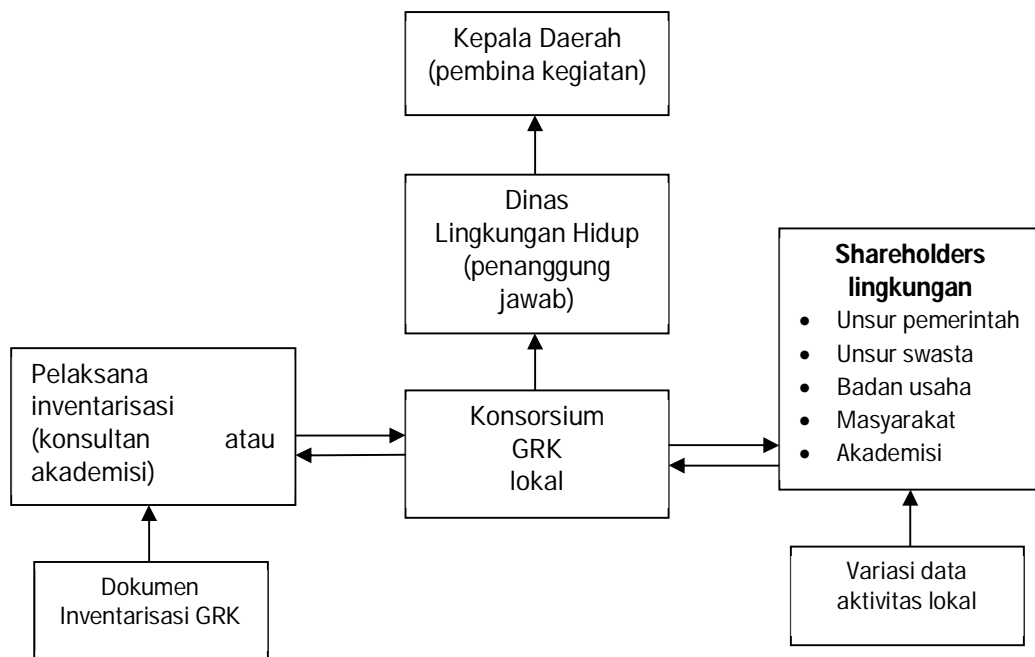 Kepala Daerah
(pembina kegiatan)
Dinas
Lingkungan Hidup
(penanggung
jawab)
Shareholders
lingkungan
• Unsur pemerintah
• Unsur swasta
• Badan usaha
• Masyarakat
• Akademisi
Pelaksana
inventarisasi
(konsultan atau
akademisi)
Konsorsium
GRK
lokal
Dokumen
Inventarisasi GRK
Variasi data
aktivitas lokal